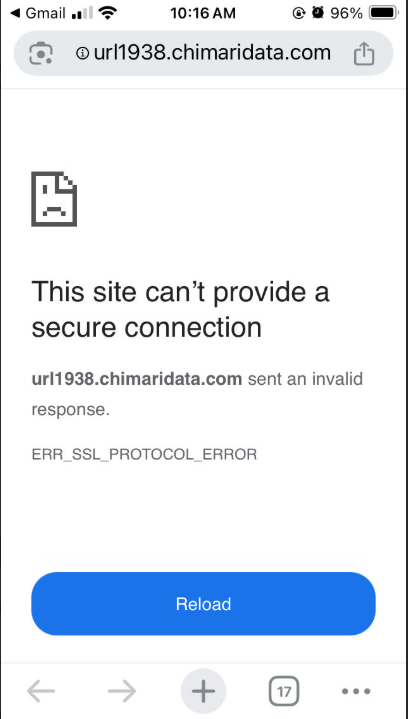 Gmail 10:16 AM 96%
url1938.chimaridata.com
This site can't provide a
secure connection
url1938.chimaridata.com sent an invalid
response.
ERR_SSL_PROTOCOL_ERROR
Reload
17